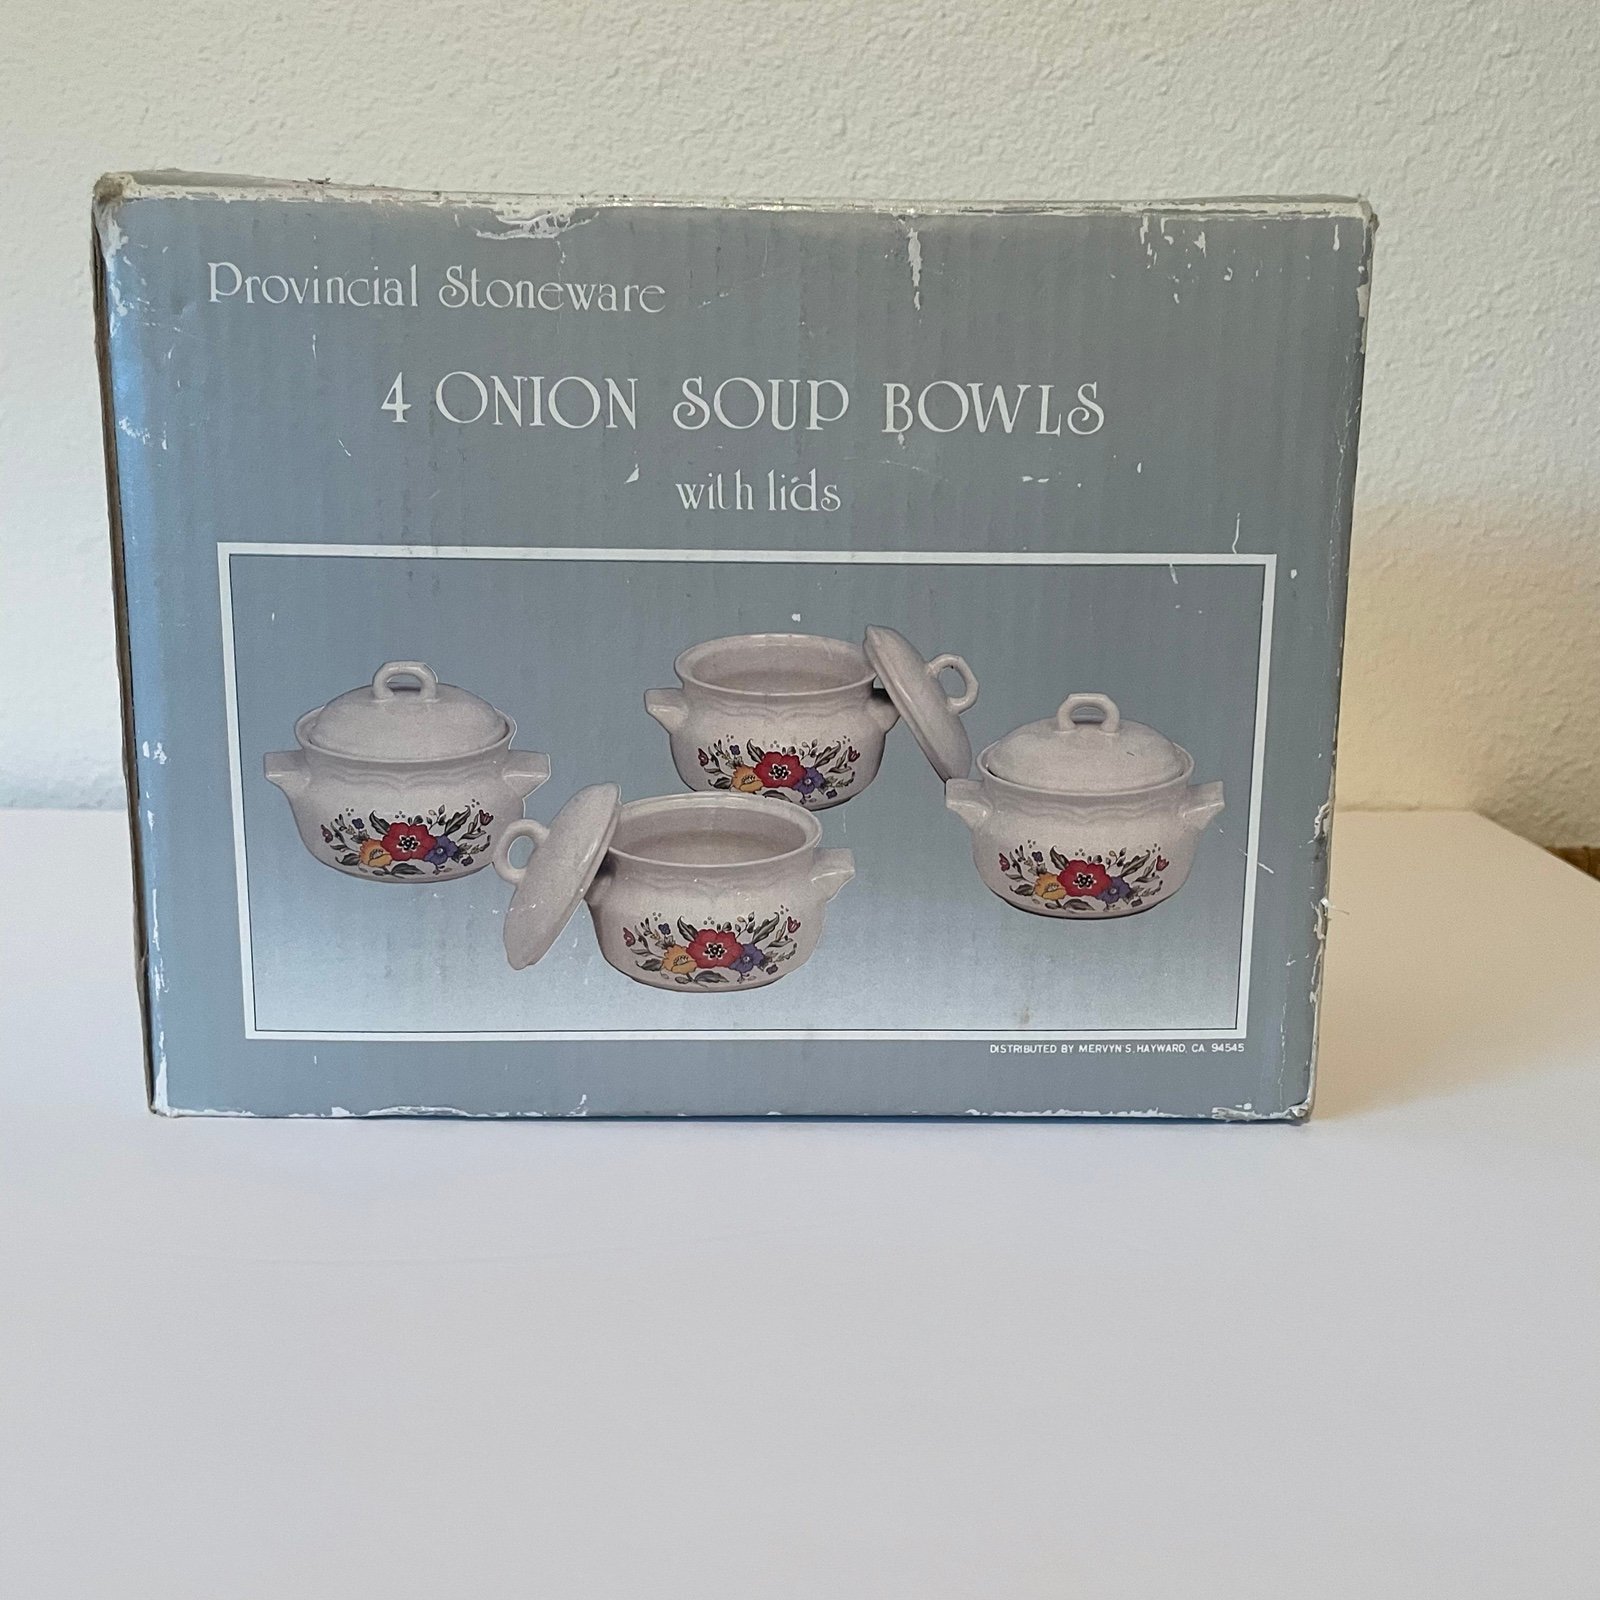 Provincial Stoneware
4 ONION SOUP BOWLS
with lids
DISTRIBUTED BY MERVYN'S, HAYWARD, CA. 94545